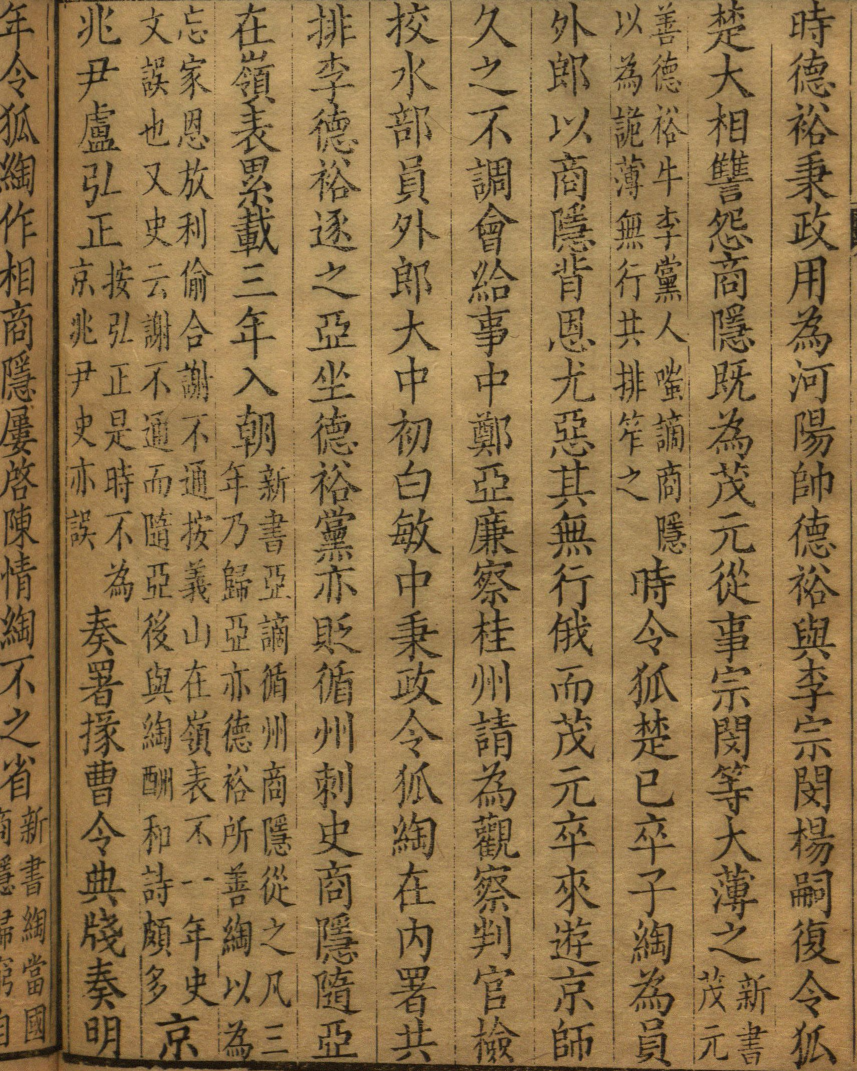 時德裕秉政用為河陽帥德裕與李宗閔楊嗣復令狐
楚大相讐怨商隱既為茂元從事宗閔等大薄之新書茂元
善德裕牛李黨人嗤謫商隱以為詭薄無行共排笮之時令狐楚已卒子綯為員
外郎以商隱背恩尤惡其無行俄而茂元卒來遊京師
久之不調會給事中鄭亞廉察桂州請為觀察判官檢
挍水部員外郎大中初白敏中秉政令狐綯在內署共
排李德裕逐之亞坐德裕黨亦貶循州刺史商隱隨亞
在嶺表累載三年入朝新書亞謫循州商隱從之凡三年乃歸亞亦德裕所善綯以為
忘家恩放利偷合謝不通按義山在嶺表不一年史文誤也又史云謝不通而隨亞後與綯酬和詩頗多京
兆尹盧弘正按弘正是時不為京兆尹史亦誤奏署掾曹令典牋奏明
年令狐綯作相商隱屢啓陳情綯不之省新書綯當國商隱歸窮自